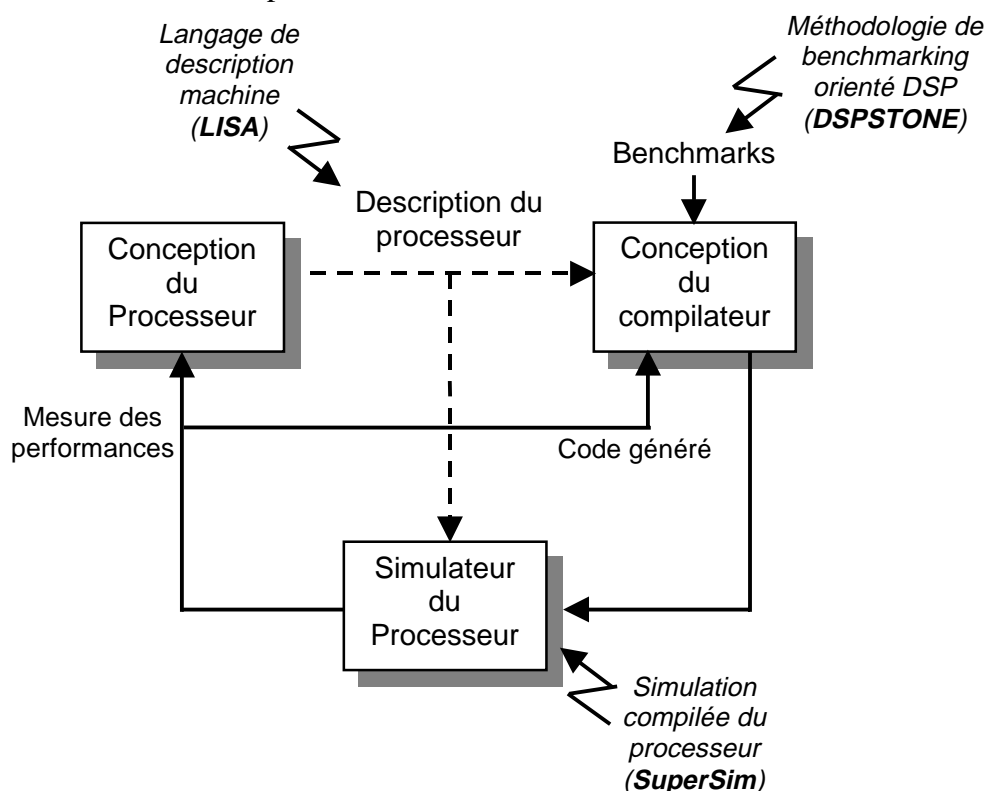 Langage de
description
machine
(LISA)
Méthodologie de
benchmarking
orienté DSP
(DSPSTONE)
Benchmarks
Description du
processeur
Conception
du
Processeur
Conception
du
compilateur
Mesure des
performances
Code généré
Simulateur
du
Processeur
Simulation
compilée du
processeur
(SuperSim)